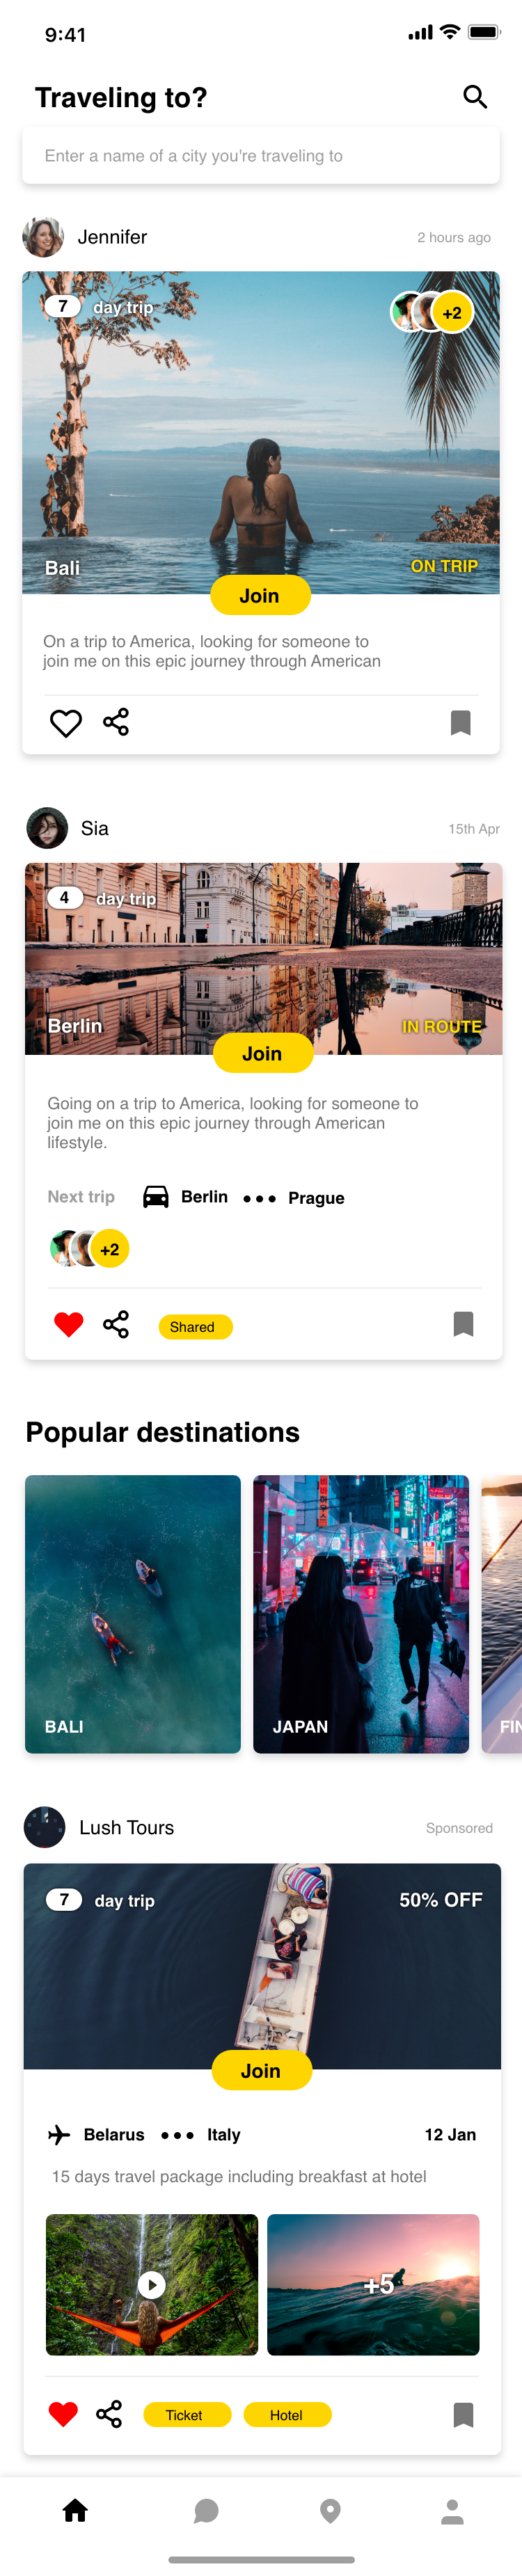 9:41
Traveling to?
Enter a name of a city you're traveling to
Jennifer
2 hours ago
7 day trip
+2
Bali
ON TRIP
Join
On a trip to America, looking for someone to
join me on this epic journey through American
Sia
15th Apr
4 day trip
Berlin
IN ROUTE
Join
Going on a trip to America, looking for someone to
join me on this epic journey through American
lifestyle.
Next trip Berlin ••• Prague
+2
Shared
Popular destinations
BALI
JAPAN
FIN
Lush Tours
Sponsored
7 day trip
50% OFF
Join
Belarus ••• Italy
12 Jan
15 days travel package including breakfast at hotel
+5
Ticket
Hotel